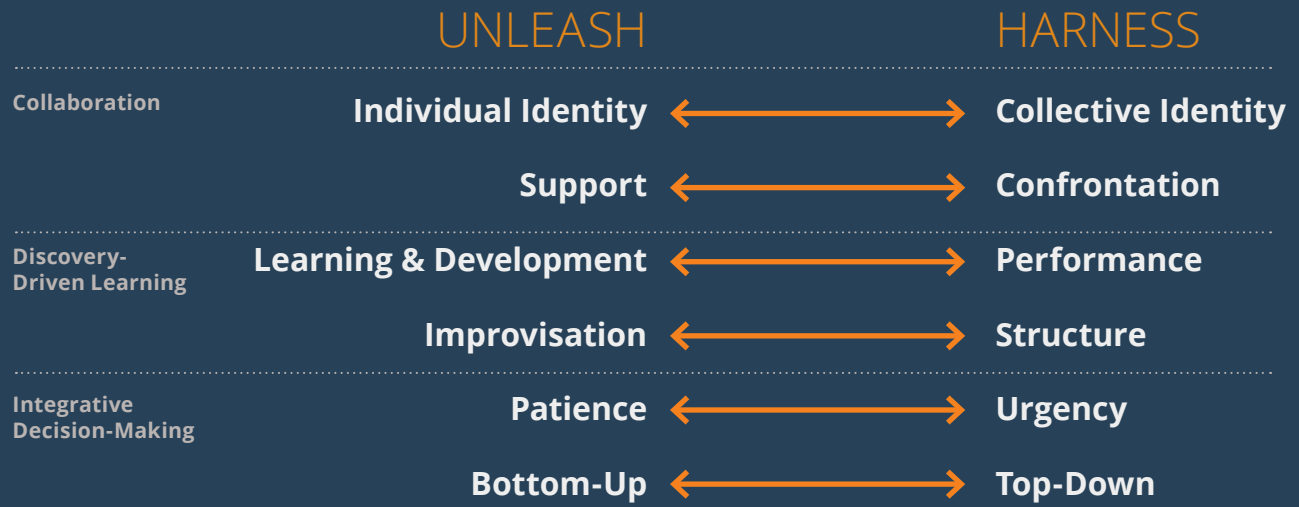 UNLEASH HARNESS
Collaboration Individual Identity Collective Identity
Support Confrontation
Discovery-
Driven Learning Learning & Development Performance
Improvisation Structure
Integrative
Decision-Making Patience Urgency
Bottom-Up Top-Down